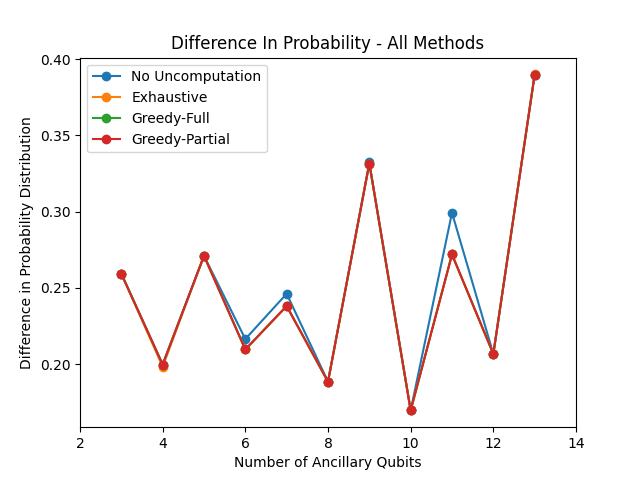 Difference In Probability - All Methods
No Uncomputation
Exhaustive
Greedy-Full
Greedy-Partial
Difference in Probability Distribution
0.40
0.35
0.30
0.25
0.20
2 4 6 8 10 12 14
Number of Ancillary Qubits